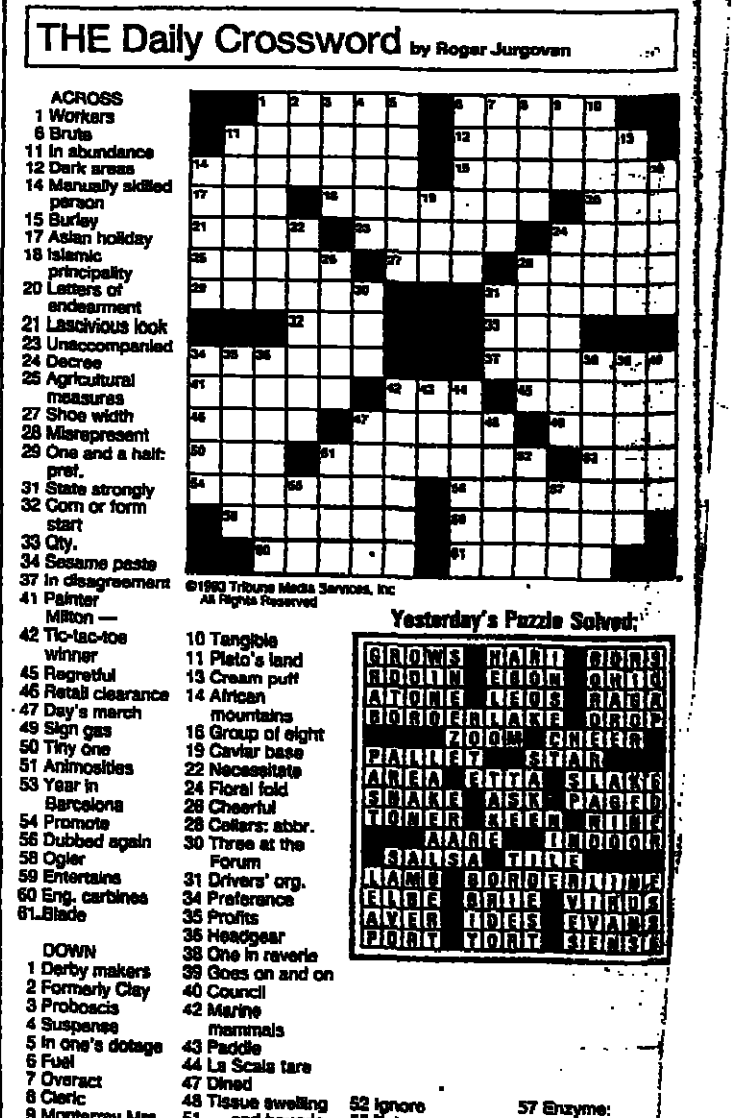 THE Daily Crossword by Roger Jurgovan
ACROSS
1 Workers
6 Brute
11 In abundance
12 Dark areas
14 Manually skilled
person
15 Burley
17 Asian holiday
18 Islamic
principality
20 Letters of
endearment
21 Lascivious look
23 Unaccompanied
24 Decree
25 Agricultural
measures
27 Shoe width
28 Misrepresent
29 One and a half:
pref.
31 State strongly
32 Corn or form
start
33 Qty.
34 Sesame paste
37 In disagreement
41 Painter
Milton —
42 Tic-tac-toe
winner
45 Regretful
46 Retail clearance
47 Day's march
49 Sign gas
50 Tiny one
51 Animosities
53 Year in
Barcelona
54 Promote
56 Dubbed again
58 Ogler
59 Entertains
60 Eng. carbines
61 Blade
DOWN
1 Derby makers
2 Formerly Clay
3 Proboscis
4 Suspense
5 In one's dotage
6 Fuel
7 Overact
8 Cleric
©1993 Tribune Media Services, Inc
All Rights Reserved
10 Tangible
11 Plato's land
13 Cream puff
14 African
mountains
16 Group of eight
19 Caviar base
22 Necessitate
24 Floral fold
26 Cheerful
28 Cellars: abbr.
30 Three at the
Forum
31 Drivers' org.
34 Preference
35 Profits
36 Headgear
38 One in reverie
39 Goes on and on
40 Council
42 Marine
mammals
43 Paddle
44 La Scala fare
47 Dined
48 Tissue swelling
51
52 Ignore
57 Enzyme:
Yesterday's Puzzle Solved:
GROWS HARI GORS
RODIN EBON OHIO
ATONE LEOS RAGA
BORDERLAKE DROP
ZOOM CHEER
PALLET STAR
AREA ETTA SLAKE
SNAKE ASK PAGED
TONER KEEN WINE
AARE INDOOR
SALSA TILE
LAMB BORDERLINE
ELBE BRIE VIRDS
AVER IDES EVANS
PORT TORT SENSE